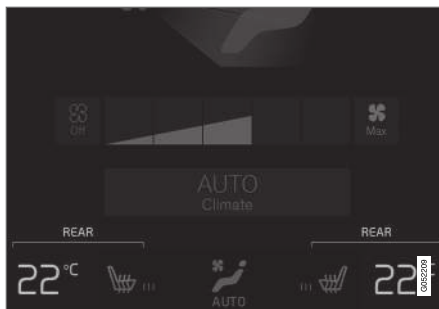 Off
Max
AUTO
Climate
REAR REAR
22°C 22°
AUTO
G052209